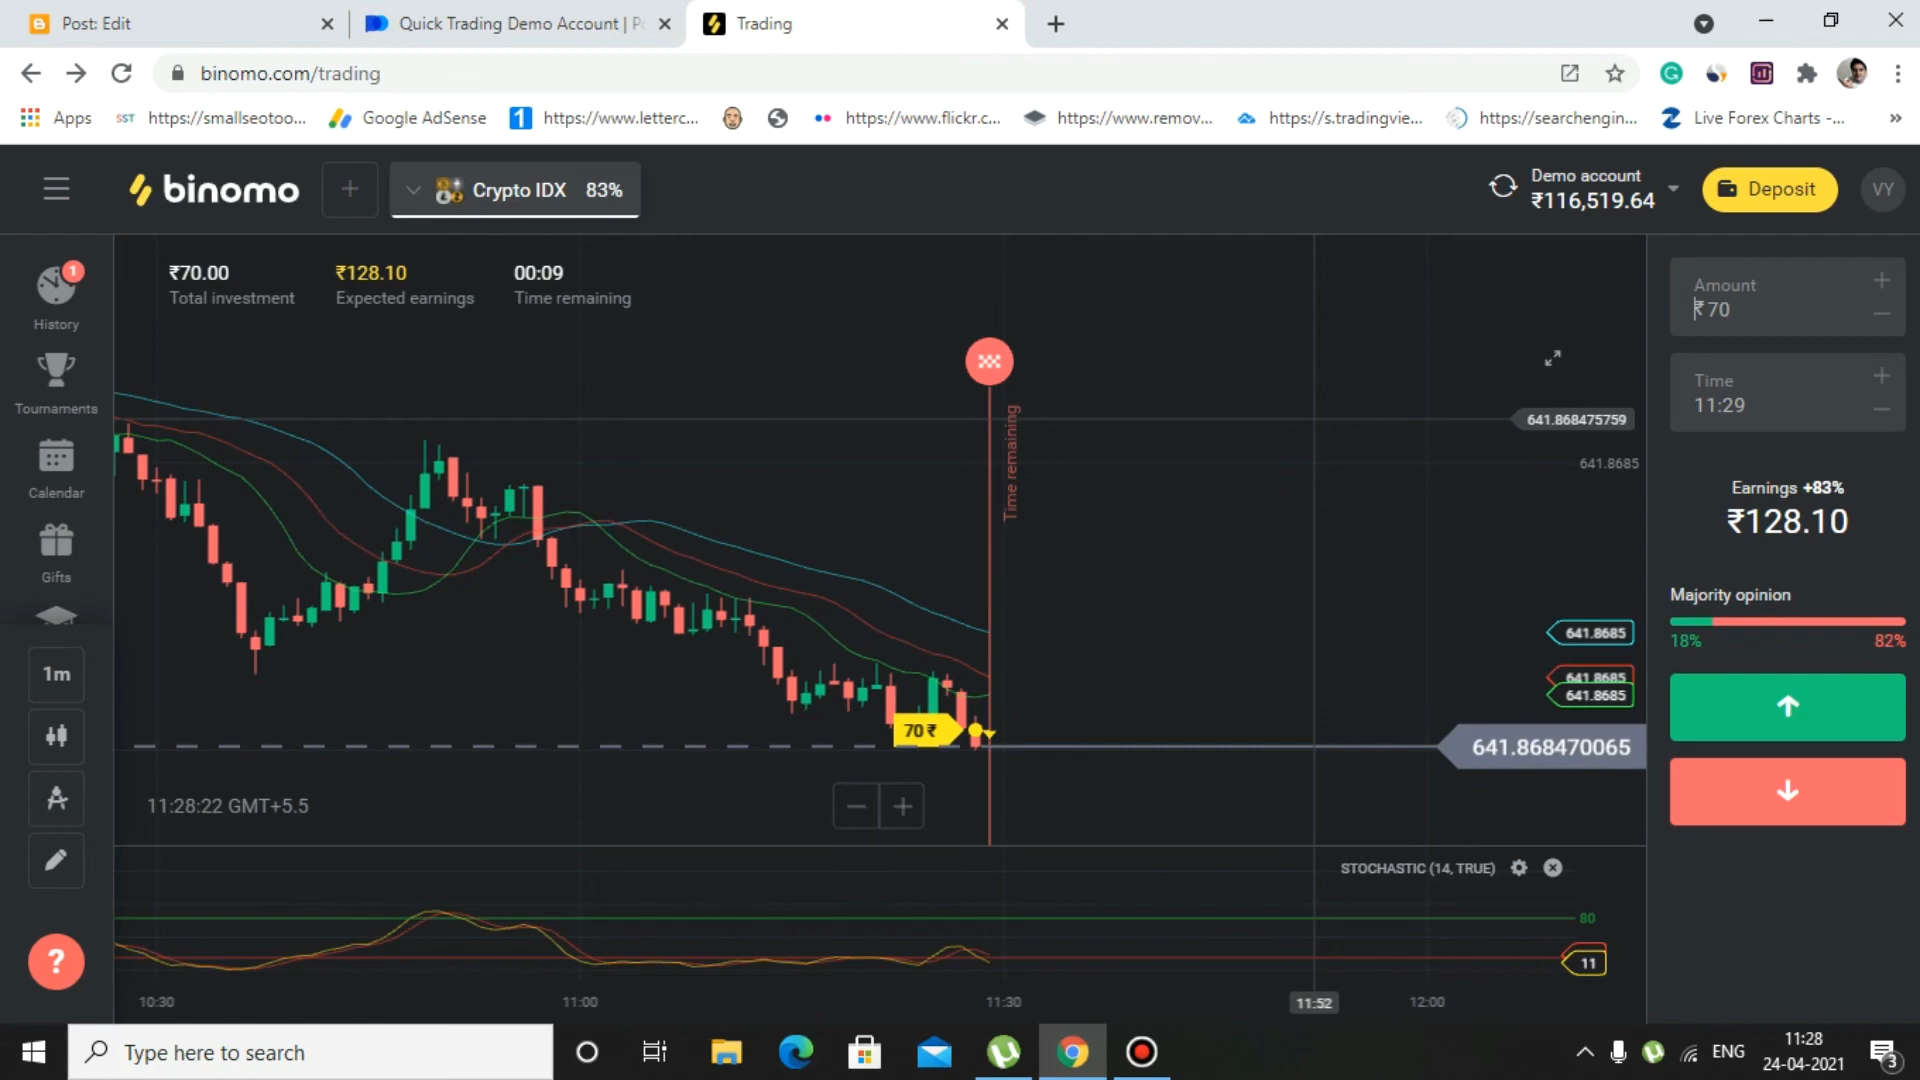 Post: Edit
Quick Trading Demo Account | Po
Trading
binomo.com/trading
Apps
SST https://smallseotoo...
Google AdSense
1 https://www.letterc...
https://www.flickr.c...
https://www.remov...
https://s.tradingvie...
https://searchengin...
Live Forex Charts -...
»
binomo
+
Crypto IDX 83%
Demo account
₹116,519.64
Deposit
VY
1
History
Tournaments
Calendar
Gifts
1m
?
₹70.00
Total investment
₹128.10
Expected earnings
00:09
Time remaining
Time remaining
641.868475759
641.8685
641.8685
641.8685
641.8685
70 ₹
641.868470065
11:28:22 GMT+5.5
− +
STOCHASTIC (14, TRUE)
80
11
10:30
11:00
11:30
11:52
12:00
Amount
₹ 70
Time
11:29
Earnings +83%
₹128.10
Majority opinion
18% 82%
Type here to search
ENG
11:28
24-04-2021
3